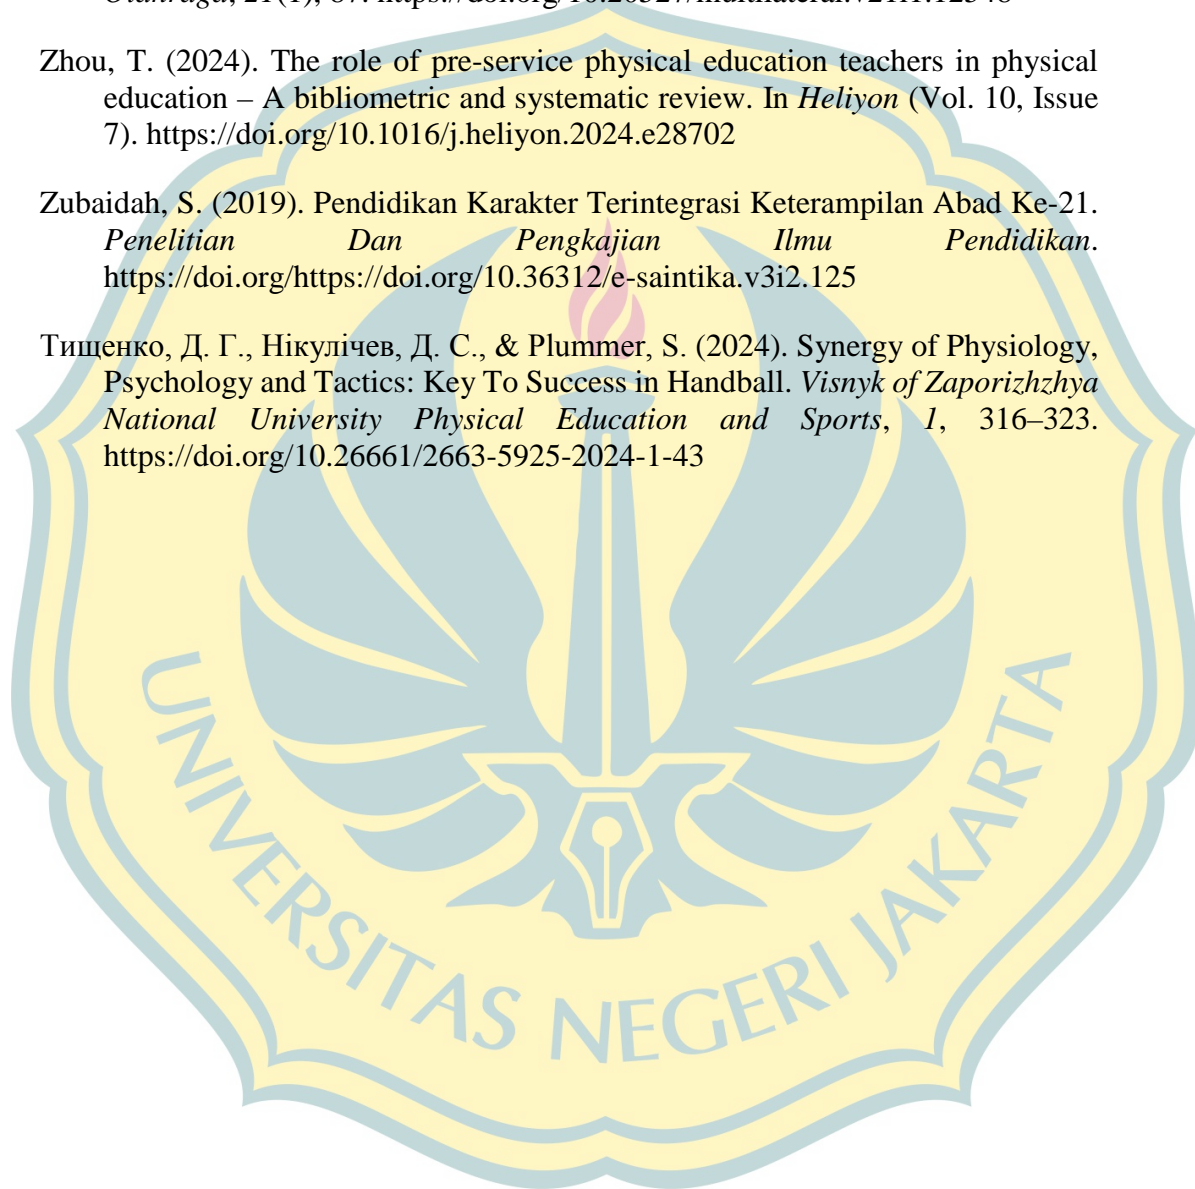 Zhou, T. (2024). The role of pre-service physical education teachers in physical
education – A bibliometric and systematic review. In Heliyon (Vol. 10, Issue
7). https://doi.org/10.1016/j.heliyon.2024.e28702
Zubaidah, S. (2019). Pendidikan Karakter Terintegrasi Keterampilan Abad Ke-21.
Penelitian Dan Pengkajian Ilmu Pendidikan.
https://doi.org/https://doi.org/10.36312/e-saintika.v3i2.125
Тищенко, Д. Г., Нікулічев, Д. С., & Plummer, S. (2024). Synergy of Physiology,
Psychology and Tactics: Key To Success in Handball. Visnyk of Zaporizhzhya
National University Physical Education and Sports, 1, 316–323.
https://doi.org/10.26661/2663-5925-2024-1-43
UNIVERSITAS NEGERI JAKARTA